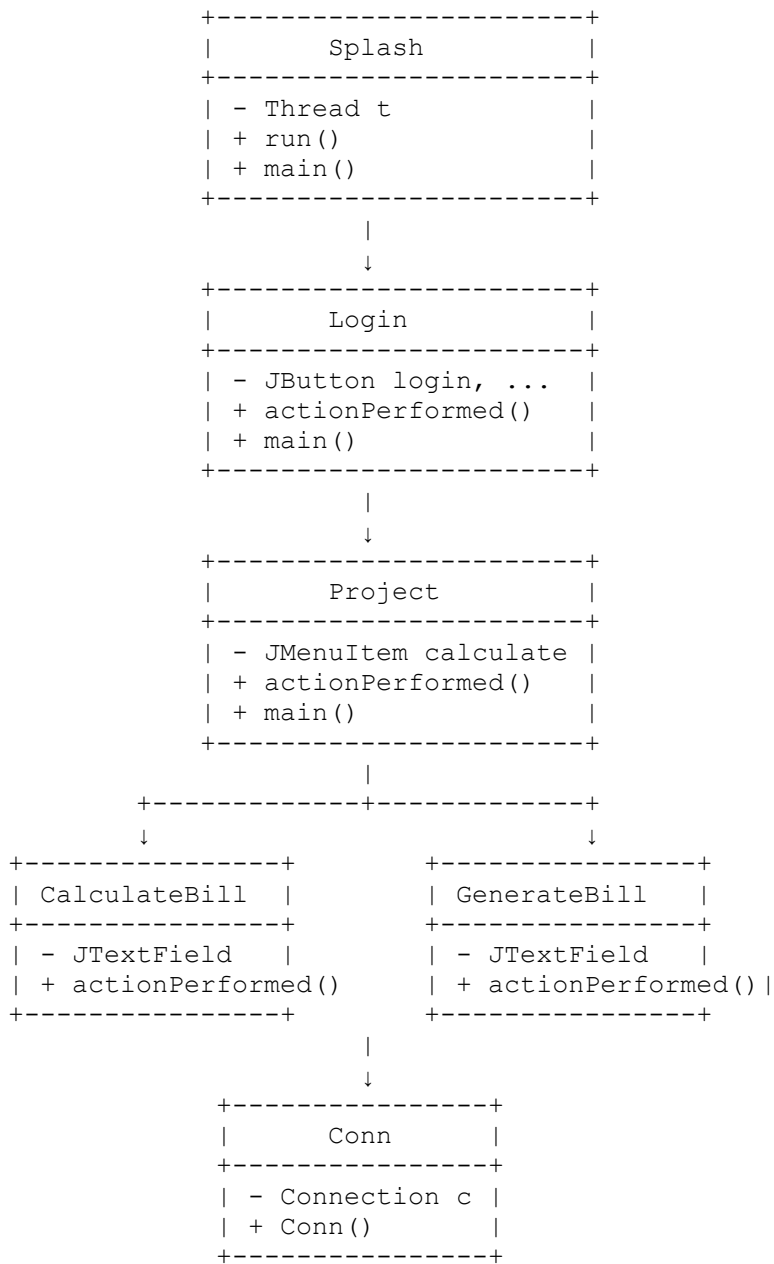 Splash
- Thread t
+ run()
+ main()
Login
- JButton login, ...
+ actionPerformed()
+ main()
Project
- JMenuItem calculate
+ actionPerformed()
+ main()
CalculateBill
- JTextField
+ actionPerformed()
GenerateBill
- JTextField
+ actionPerformed()
Conn
- Connection c
+ Conn()